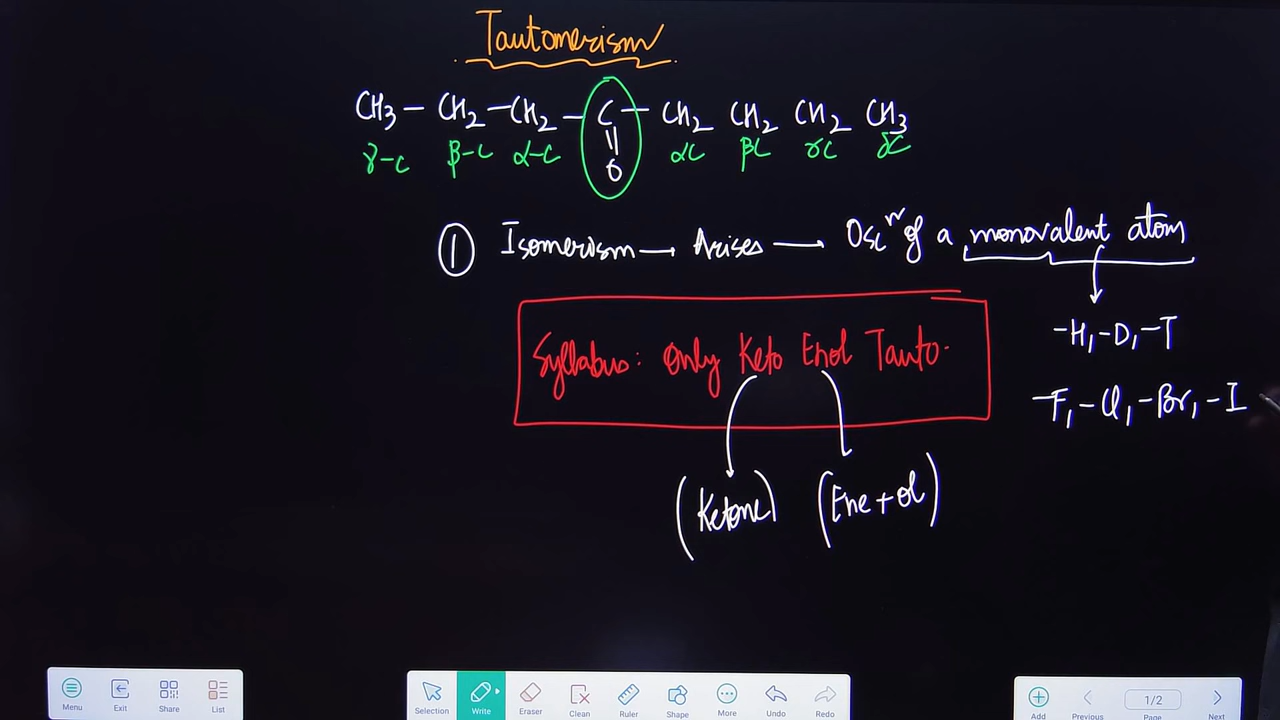 Tautomerism
CH3 — CH2 — CH2 — C — CH2 CH2 CH2 CH3
||
O
γ-C β-C α-C αC βC γC δC
① Isomerism → Arises → Oscⁿ of a monovalent atom
-H, -D, -T
Syllabus: Only Keto Enol Tauto.
-F, -Cl, -Br, -I
(Ketone) (Ene + ol)
Menu Exit Share List Selection Write Eraser Clean Ruler Shape More Undo Redo Add Previous 1/2 Page Next